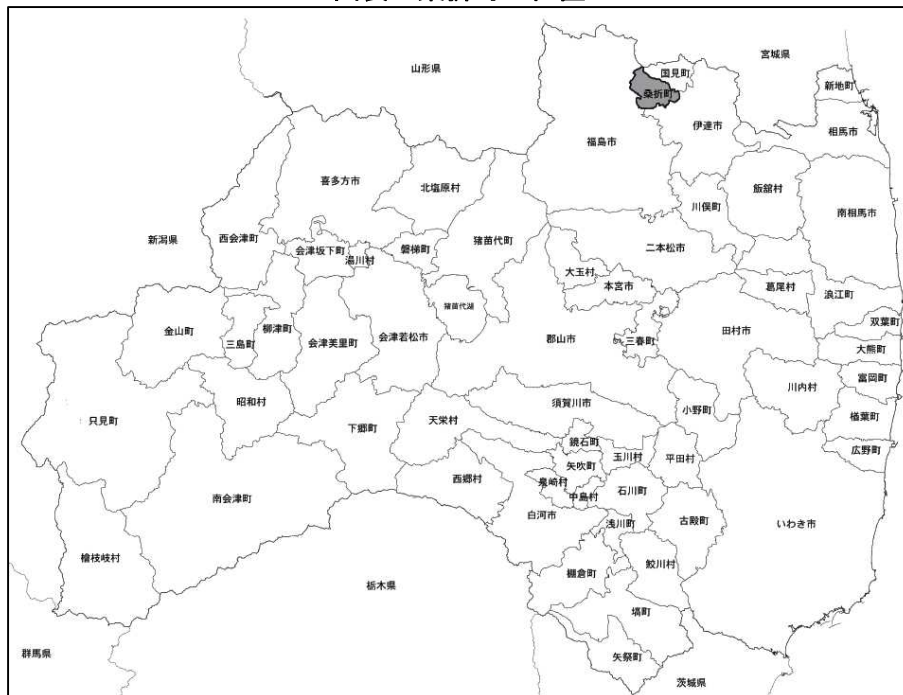 山形県
宮城県
国見町
桑折町
新地町
伊達市
相馬市
福島市
喜多方市
北塩原村
飯舘村
川俣町
南相馬市
新潟県
西会津町
会津坂下町
湯川村
磐梯町
猪苗代町
二本松市
大玉村
本宮市
葛尾村
浪江町
猪苗代湖
双葉町
金山町
三島町
柳津町
会津美里町
会津若松市
郡山市
三春町
田村市
大熊町
富岡町
川内村
昭和村
只見町
下郷町
天栄村
須賀川市
小野町
楢葉町
鏡石町
玉川村
平田村
広野町
矢吹町
西郷村
泉崎村
中島村
石川町
南会津町
白河市
浅川町
古殿町
いわき市
檜枝岐村
棚倉町
鮫川村
栃木県
塙町
群馬県
矢祭町
茨城県